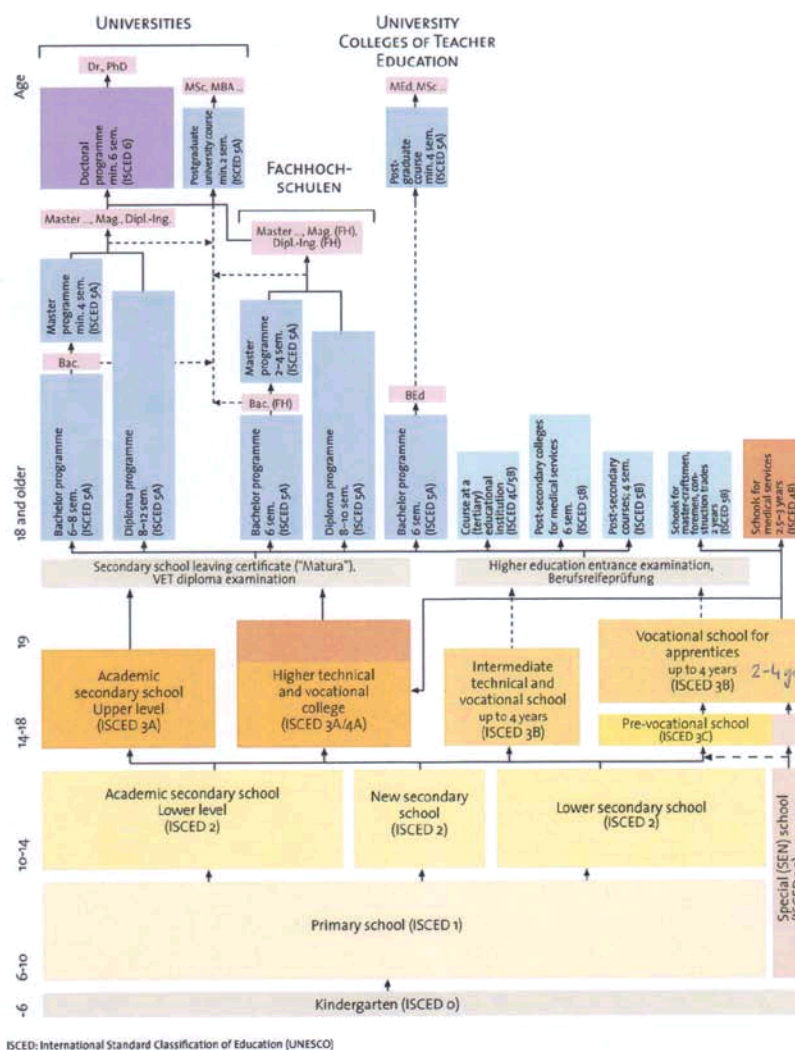 UNIVERSITIES
UNIVERSITY
COLLEGES OF TEACHER
EDUCATION
Age
Dr., PhD
MSc, MBA ..
MEd, MSc ...
Doctoral
programme
min. 6 sem.
(ISCED 6)
Postgraduate
university course
min. 2 sem.
(ISCED 5A)
Post-
graduate
course
min. 4 sem.
(ISCED 5A)
FACHHOCH-
SCHULEN
Master ..., Mag., Dipl.-Ing.
Master ..., Mag. (FH),
Dipl.-Ing. (FH)
Master
programme
min. 4 sem.
(ISCED 5A)
Master
programme
2–4 sem.
(ISCED 5A)
Bac.
Bac. (FH)
BEd
18 and older
Bachelor programme
6–8 sem.
(ISCED 5A)
Diploma programme
8–12 sem.
(ISCED 5A)
Bachelor programme
6 sem.
(ISCED 5A)
Diploma programme
8–10 sem.
(ISCED 5A)
Bachelor programme
6 sem.
(ISCED 5A)
Course at a
(tertiary)
educational
institution
(ISCED 4C/5B)
Post-secondary colleges
for medical services
6 sem.
(ISCED 5B)
Post-secondary
courses; 4 sem.
(ISCED 5B)
Schools for
master-craftsmen,
foremen, con-
struction trades
2 years
(ISCED 5B)
Schools for
medical services
2.5–3 years
(ISCED 4B)
Secondary school leaving certificate ("Matura"),
VET diploma examination
Higher education entrance examination,
Berufsreifeprüfung
19
14-18
Academic
secondary school
Upper level
(ISCED 3A)
Higher technical
and vocational
college
(ISCED 3A/4A)
Intermediate
technical and
vocational school
up to 4 years
(ISCED 3B)
Vocational school for
apprentices
up to 4 years
(ISCED 3B)
2-4
Pre-vocational school
(ISCED 3C)
10-14
Academic secondary school
Lower level
(ISCED 2)
New secondary
school
(ISCED 2)
Lower secondary school
(ISCED 2)
Special (SEN) school
6-10
Primary school (ISCED 1)
-6
Kindergarten (ISCED 0)
ISCED: International Standard Classification of Education (UNESCO)